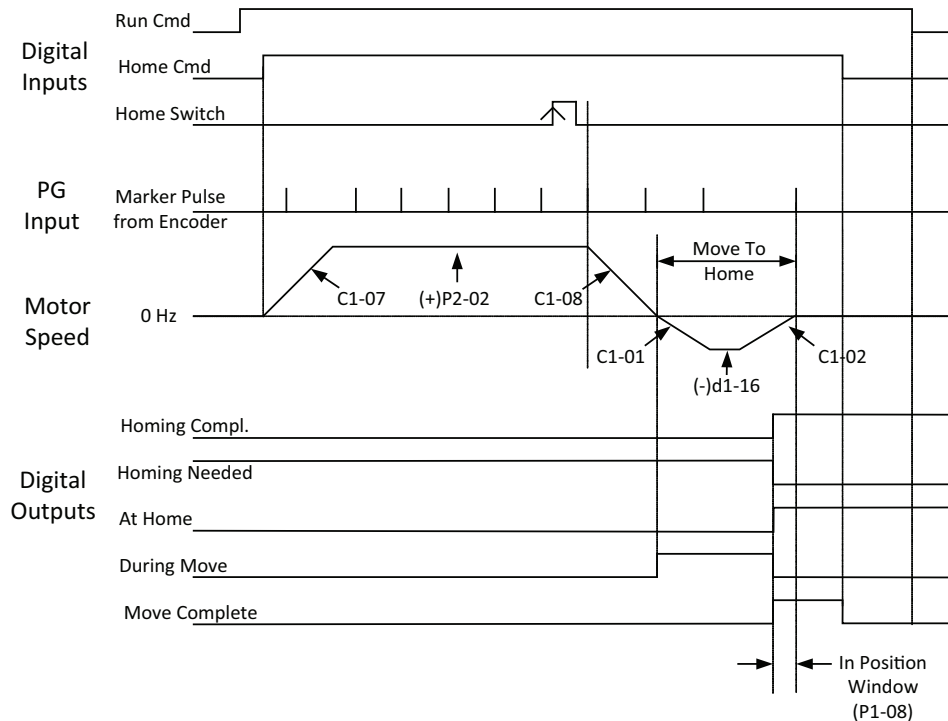 Run Cmd
Digital
Inputs
Home Cmd
Home Switch
PG
Input
Marker Pulse
from Encoder
Move To
Home
C1-07
(+)P2-02
C1-08
Motor
Speed
0 Hz
C1-01
C1-02
(-)d1-16
Homing Compl.
Homing Needed
Digital
Outputs
At Home
During Move
Move Complete
In Position
Window
(P1-08)